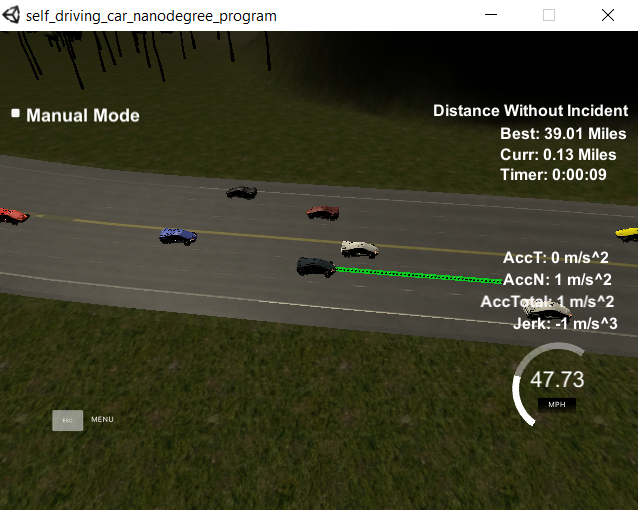 self_driving_car_nanodegree_program
Manual Mode
Distance Without Incident
Best: 39.01 Miles
Curr: 0.13 Miles
Timer: 0:00:09
AccT: 0 m/s^2
AccN: 1 m/s^2
AccTotal: 1 m/s^2
Jerk: -1 m/s^3
47.73
MPH
ESC
MENU